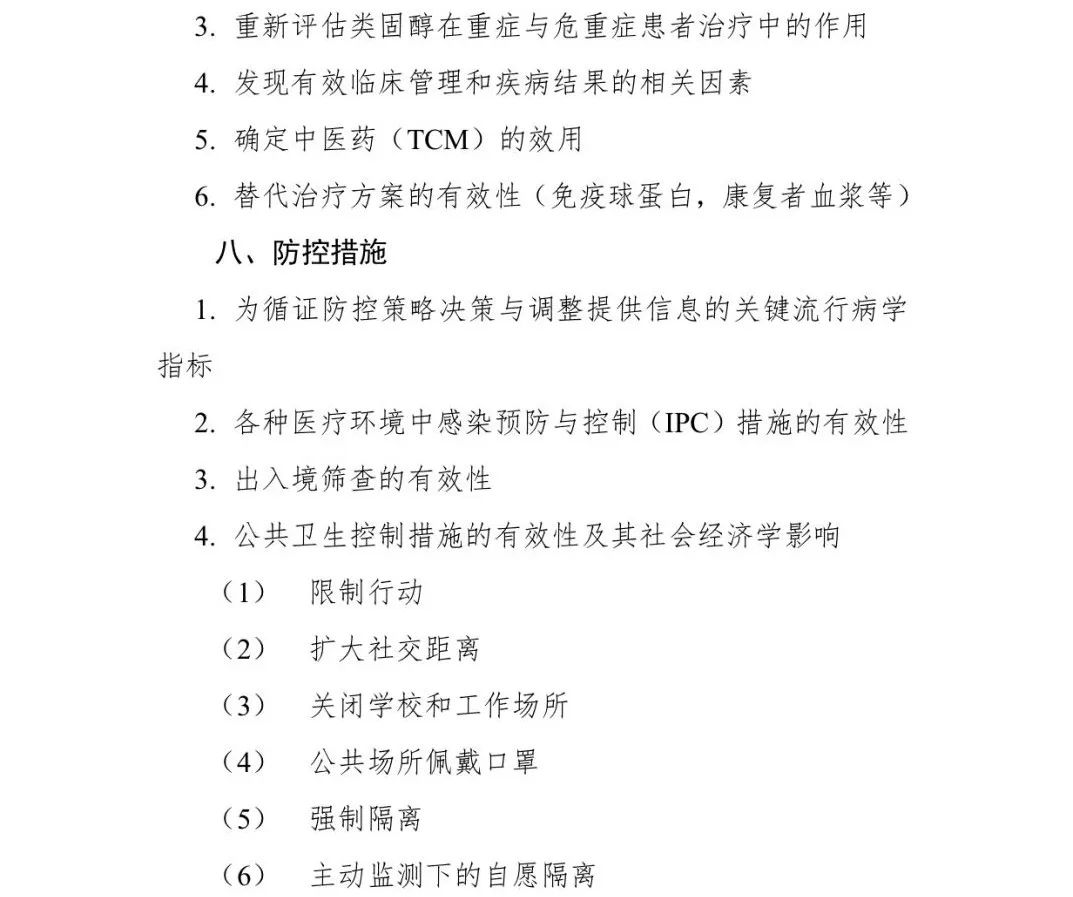 3. 重新评估类固醇在重症与危重症患者治疗中的作用
4. 发现有效临床管理和疾病结果的相关因素
5. 确定中医药（TCM）的效用
6. 替代治疗方案的有效性（免疫球蛋白，康复者血浆等）
八、防控措施
1. 为循证防控策略决策与调整提供信息的关键流行病学
指标
2. 各种医疗环境中感染预防与控制（IPC）措施的有效性
3. 出入境筛查的有效性
4. 公共卫生控制措施的有效性及其社会经济学影响
（1） 限制行动
（2） 扩大社交距离
（3） 关闭学校和工作场所
（4） 公共场所佩戴口罩
（5） 强制隔离
（6） 主动监测下的自愿隔离